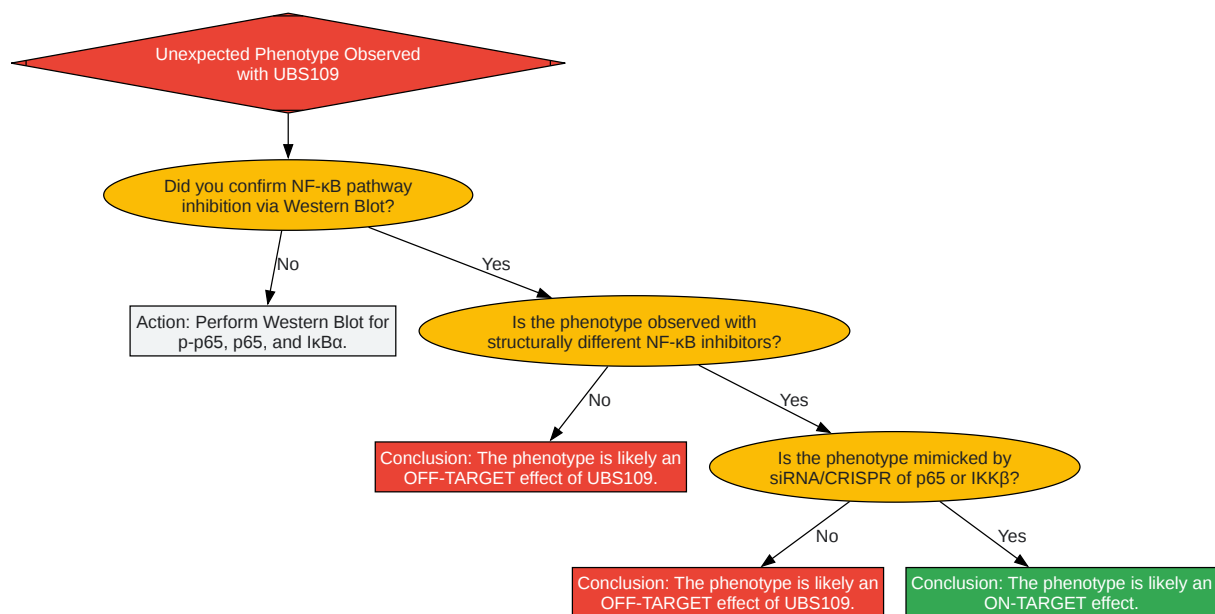 Unexpected Phenotype Observed
with UBS109
Did you confirm NF-κB pathway
inhibition via Western Blot?
No
Yes
Action: Perform Western Blot for
p-p65, p65, and IκBα.
Is the phenotype observed with
structurally different NF-κB inhibitors?
No
Yes
Conclusion: The phenotype is likely an
OFF-TARGET effect of UBS109.
Is the phenotype mimicked by
siRNA/CRISPR of p65 or IKKβ?
No
Yes
Conclusion: The phenotype is likely an
OFF-TARGET effect of UBS109.
Conclusion: The phenotype is likely an
ON-TARGET effect.